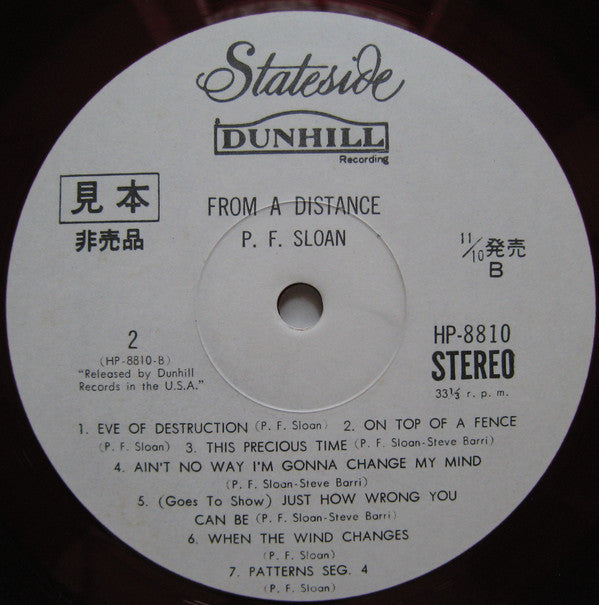 Stateside
DUNHILL
Recording
見本
非売品
FROM A DISTANCE
P. F. SLOAN
11/10発売
B
2
(HP-8810-B)
"Released by Dunhill
Records in the U.S.A."
HP-8810
STEREO
33⅓ r. p. m.
1. EVE OF DESTRUCTION (P. F. Sloan) 2. ON TOP OF A FENCE
(P. F. Sloan) 3. THIS PRECIOUS TIME (P. F. Sloan-Steve Barri)
4. AIN'T NO WAY I'M GONNA CHANGE MY MIND
(P. F. Sloan-Steve Barri)
5. (Goes To Show) JUST HOW WRONG YOU
CAN BE (P. F. Sloan-Steve Barri)
6. WHEN THE WIND CHANGES
(P. F. Sloan)
7. PATTERNS SEG. 4
(P. F. Sloan)